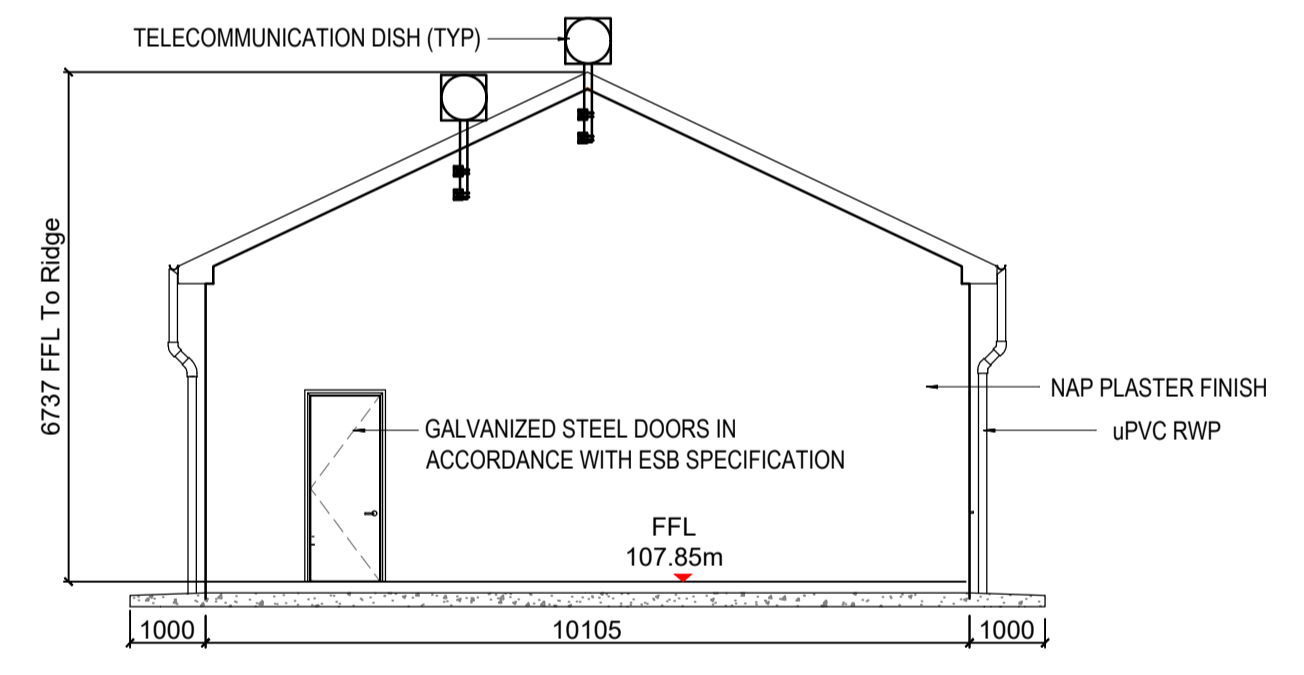 TELECOMMUNICATION DISH (TYP)
6737 FFL To Ridge
NAP PLASTER FINISH
GALVANIZED STEEL DOORS IN
ACCORDANCE WITH ESB SPECIFICATION
uPVC RWP
FFL
107.85m
1000
10105
1000